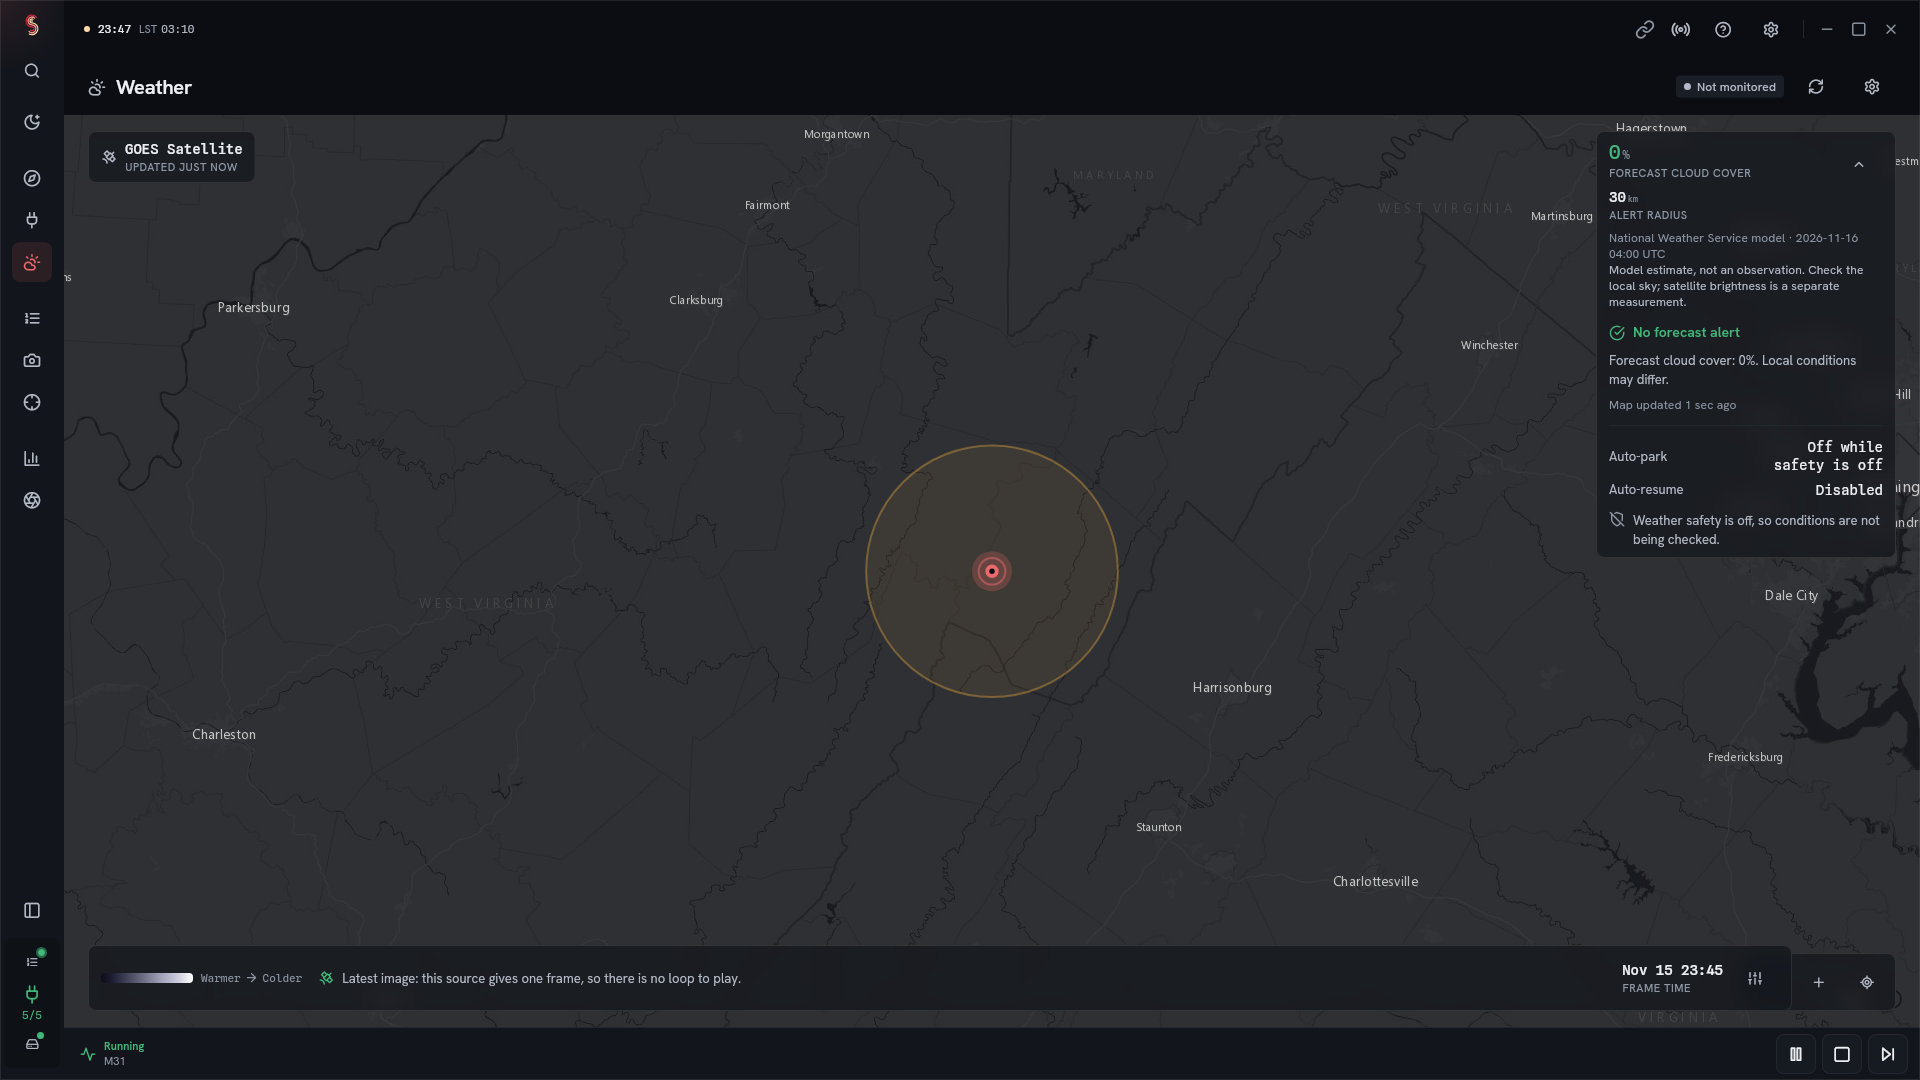 23:47 LST 03:10
Weather
Not monitored
GOES Satellite
UPDATED JUST NOW
Morgantown
Hagerstown
MARYLAND
Fairmont
WEST VIRGINIA
Martinsburg
Parkersburg
Clarksburg
Winchester
0%
FORECAST CLOUD COVER
30 km
ALERT RADIUS
National Weather Service model · 2026-11-16
04:00 UTC
Model estimate, not an observation. Check the
local sky; satellite brightness is a separate
measurement.
No forecast alert
Forecast cloud cover: 0%. Local conditions
may differ.
Map updated 1 sec ago
Auto-park
Off while
safety is off
Auto-resume
Disabled
Weather safety is off, so conditions are not
being checked.
WEST VIRGINIA
Dale City
Harrisonburg
Charleston
Fredericksburg
Staunton
Charlottesville
Warmer → Colder
Latest image: this source gives one frame, so there is no loop to play.
Nov 15 23:45
FRAME TIME
VIRGINIA
5/5
Running
M31